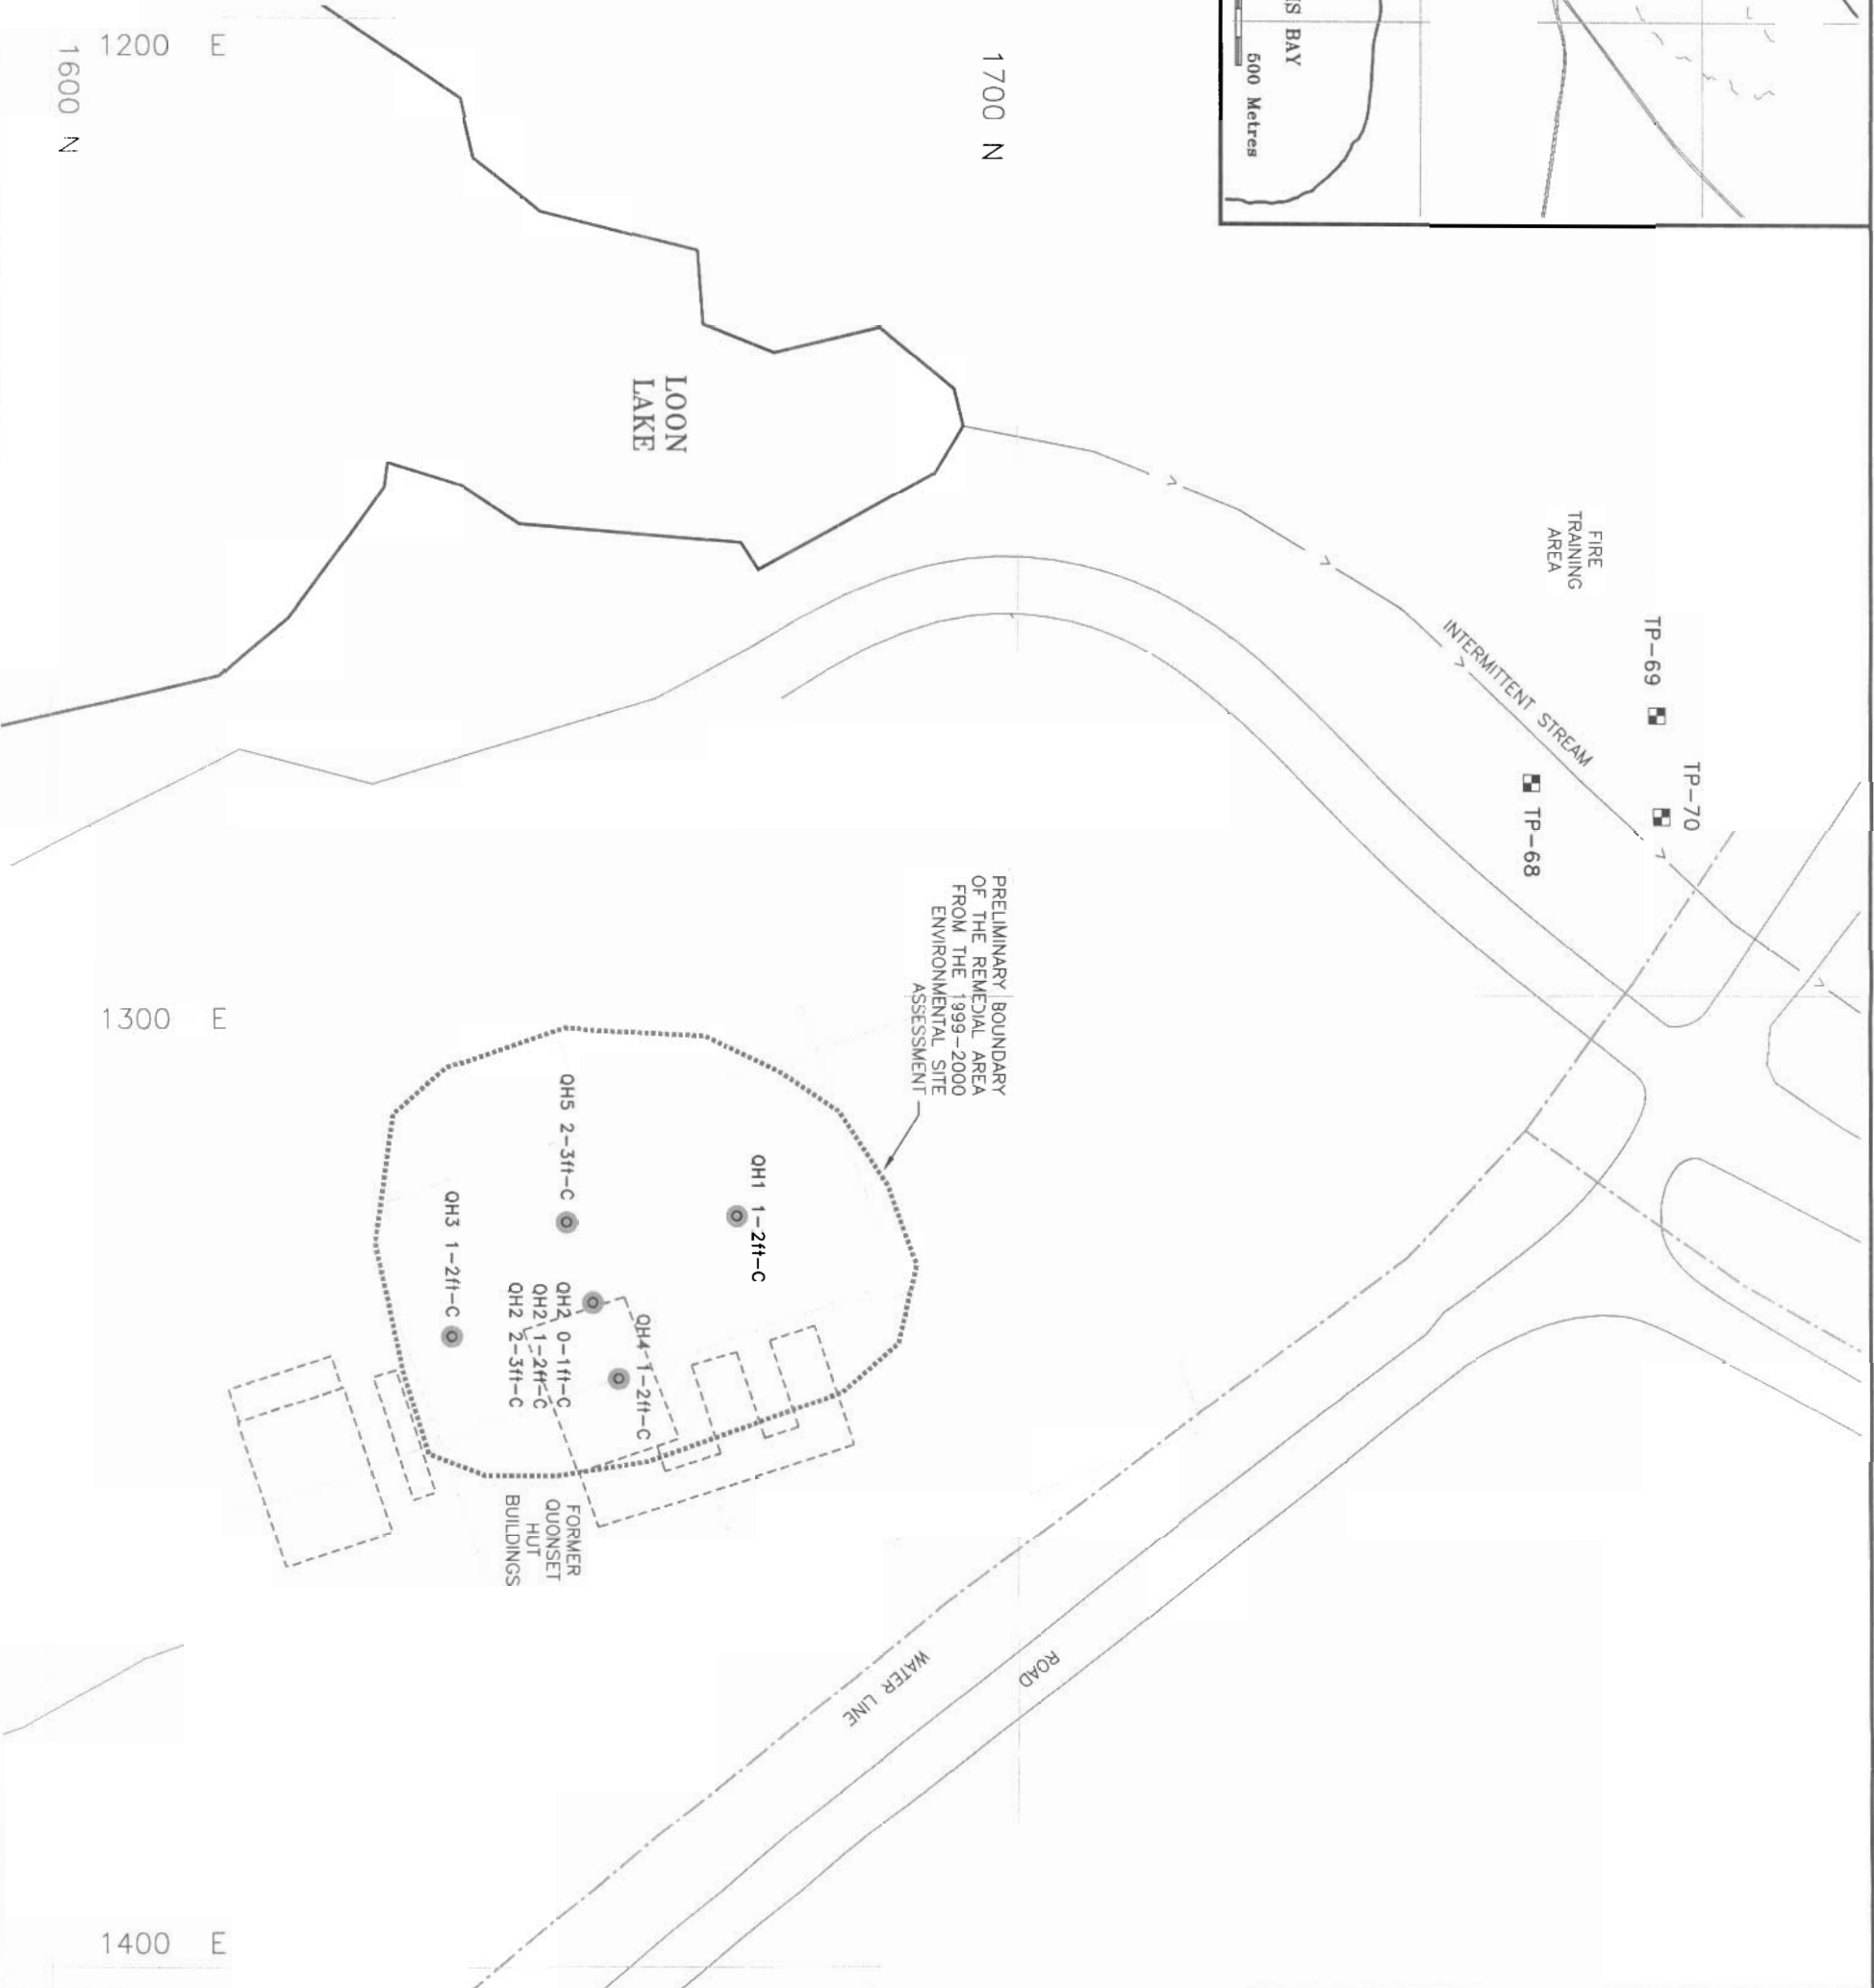 1200 E
1600 N
1700 N
IS BAY
500 Metres
LOON
LAKE
FIRE
TRAINING
AREA
INTERMITTENT STREAM
TP-69
TP-70
TP-68
PRELIMINARY BOUNDARY
OF THE REMEDIAL AREA
FROM THE 1999-2000
ENVIRONMENTAL SITE
ASSESSMENT
1300 E
QH1 1-2ft-C
QH5 2-3ft-C
QH3 1-2ft-C
QH4 1-2ft-C
QH2 0-1ft-C
QH2 1-2ft-C
QH2 2-3ft-C
FORMER
QUONSET
HUT
BUILDINGS
WATER LINE
ROAD
1400 E